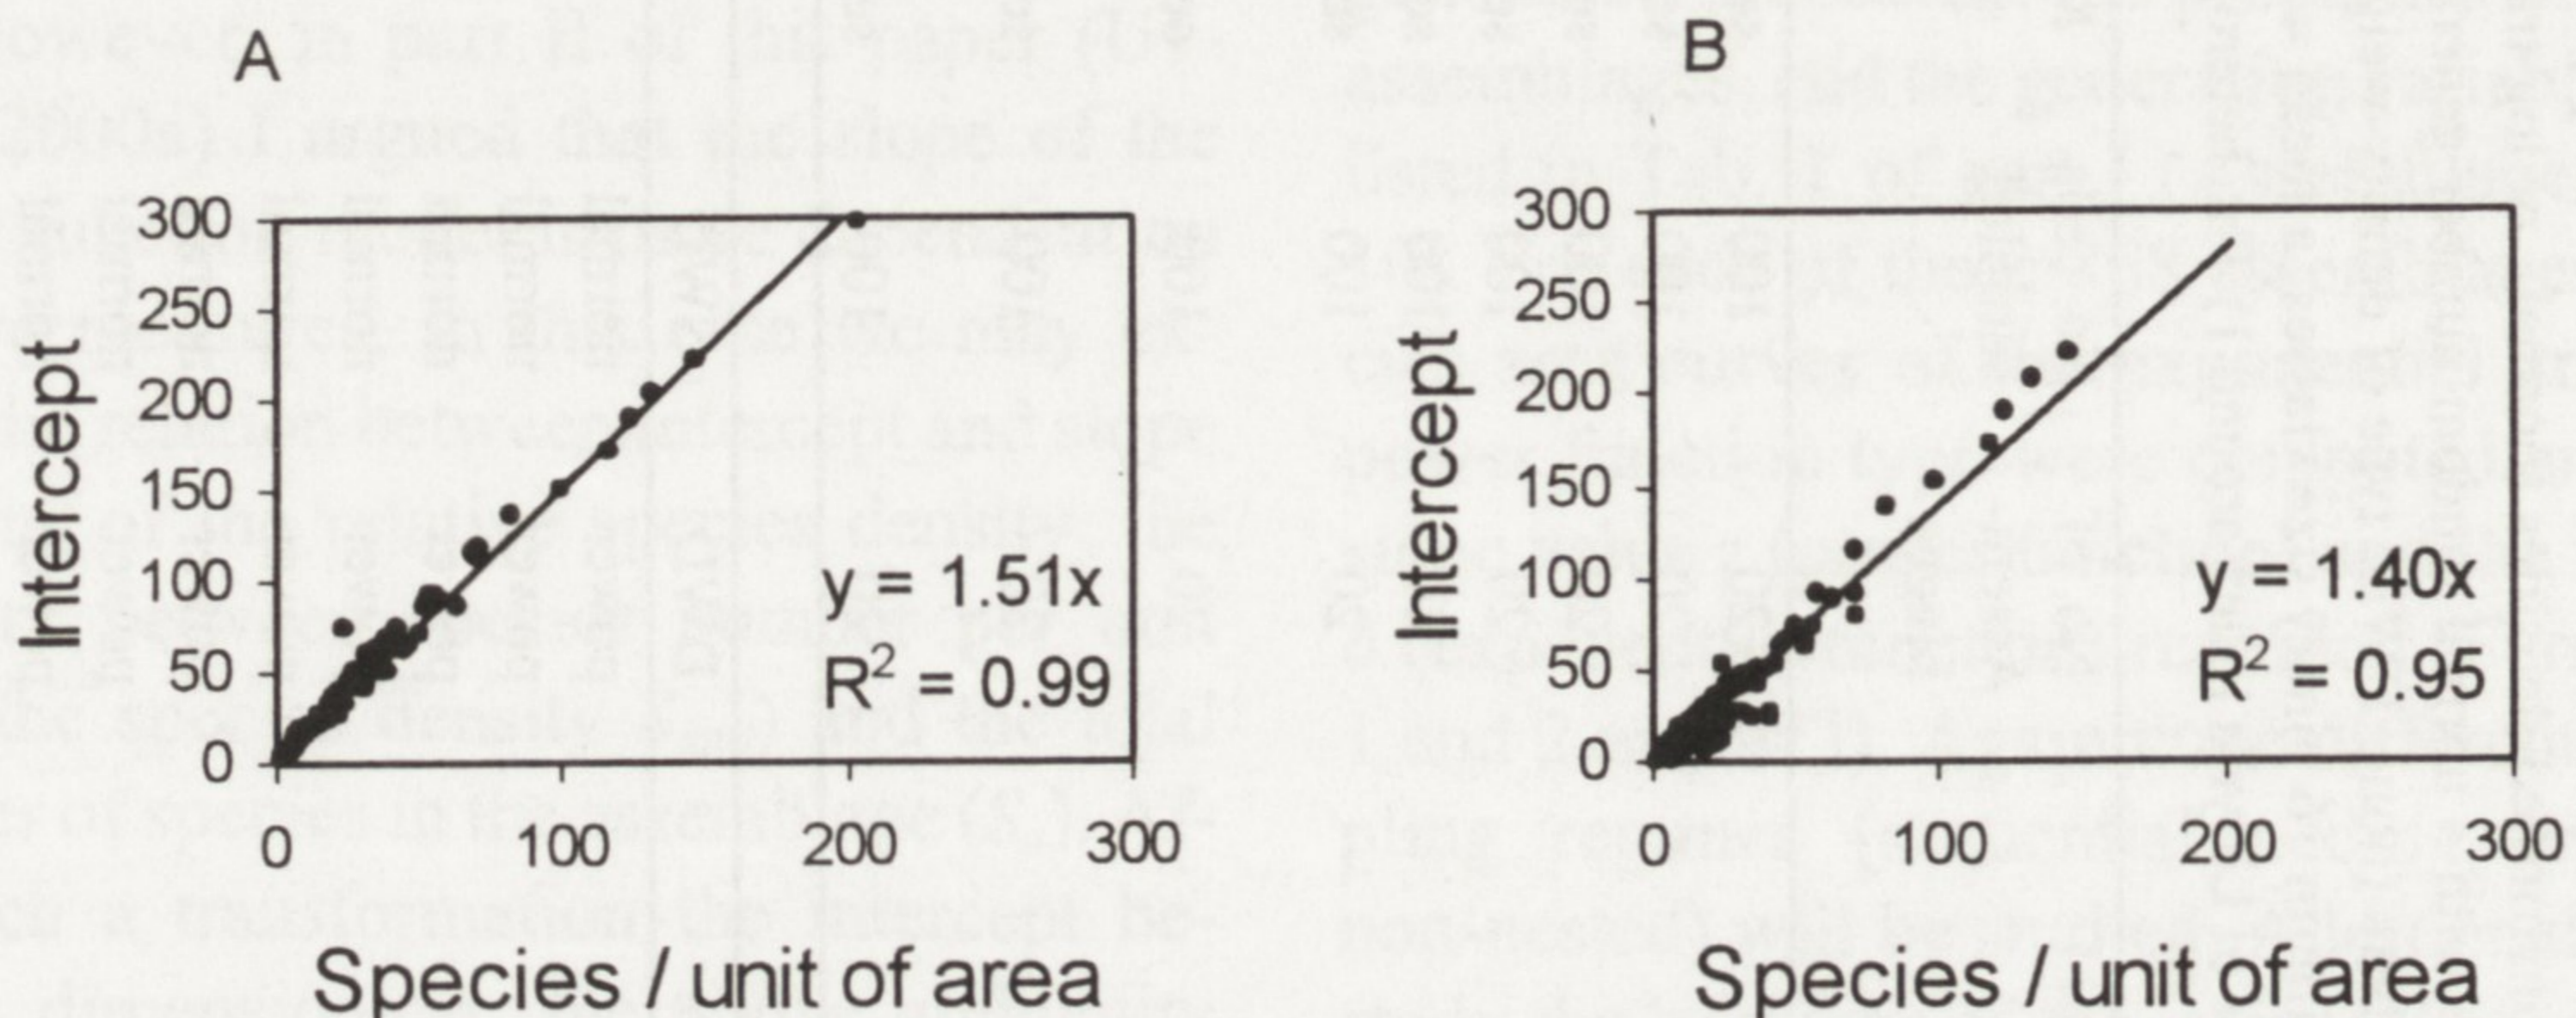 A
300
250
200
150
100
50
0
Intercept
y = 1.51x
R² = 0.99
0 100 200 300
Species / unit of area
B
300
250
200
150
100
50
0
Intercept
y = 1.40x
R² = 0.95
0 100 200 300
Species / unit of area